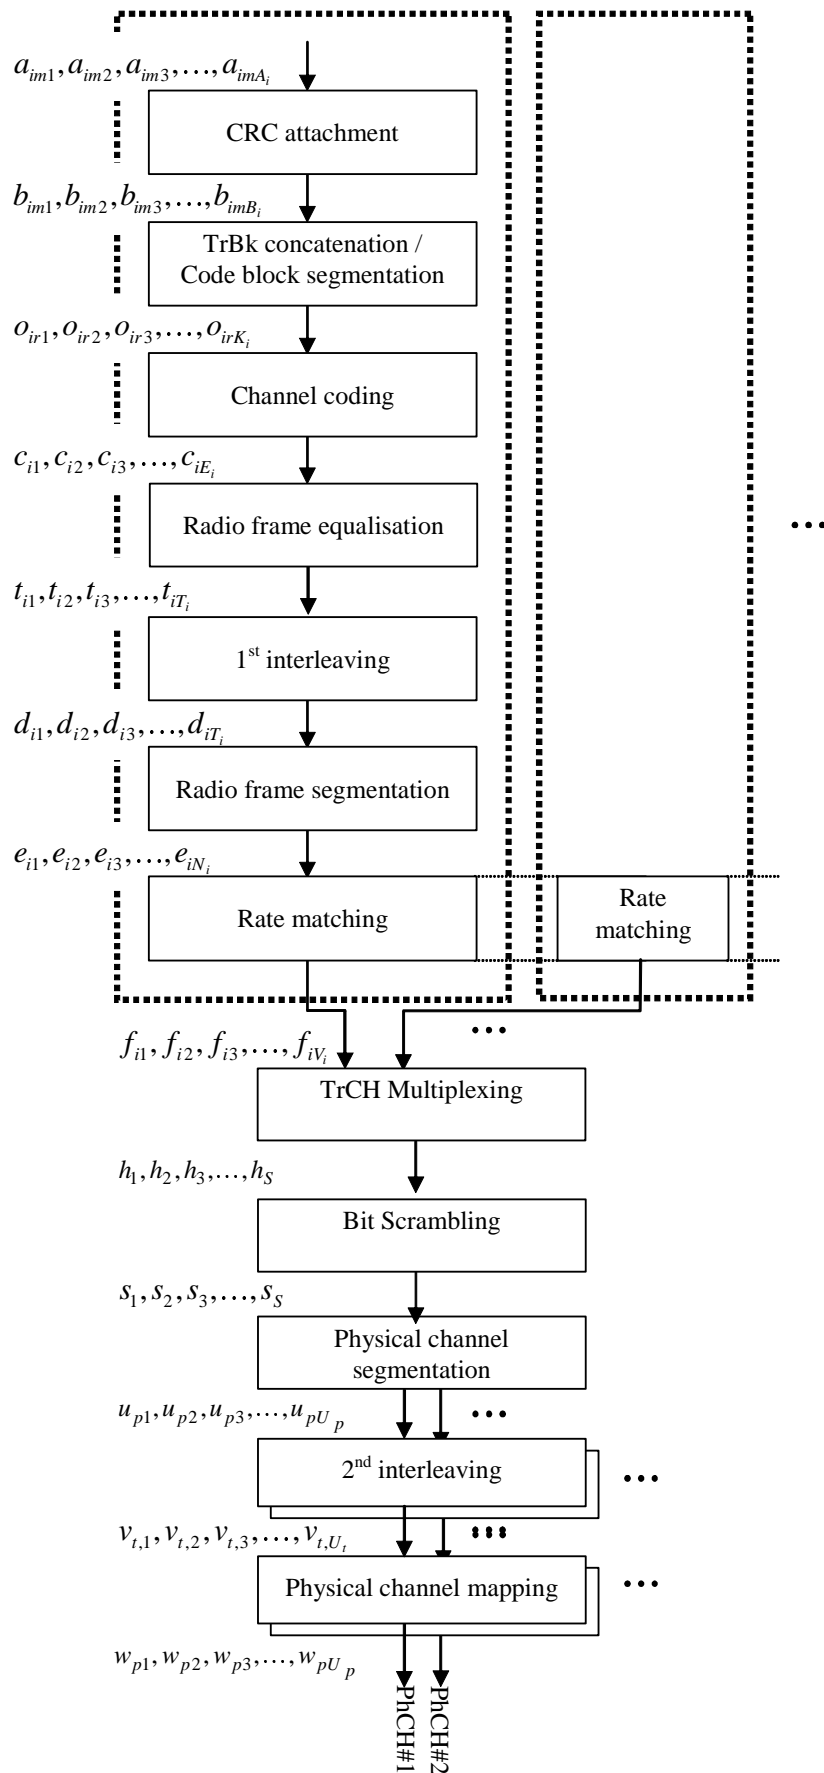 a_{im1}, a_{im2}, a_{im3}, …, a_{imA_i}
CRC attachment
b_{im1}, b_{im2}, b_{im3}, …, b_{imB_i}
TrBk concatenation /
Code block segmentation
o_{ir1}, o_{ir2}, o_{ir3}, …, o_{irK_i}
Channel coding
c_{i1}, c_{i2}, c_{i3}, …, c_{iE_i}
Radio frame equalisation
…
t_{i1}, t_{i2}, t_{i3}, …, t_{iT_i}
1^{st} interleaving
d_{i1}, d_{i2}, d_{i3}, …, d_{iT_i}
Radio frame segmentation
e_{i1}, e_{i2}, e_{i3}, …, e_{iN_i}
Rate matching
Rate
matching
…
f_{i1}, f_{i2}, f_{i3}, …, f_{iV_i}
TrCH Multiplexing
h_1, h_2, h_3, …, h_S
Bit Scrambling
s_1, s_2, s_3, …, s_S
Physical channel
segmentation
u_{p1}, u_{p2}, u_{p3}, …, u_{pU_p}
…
2^{nd} interleaving
…
v_{t,1}, v_{t,2}, v_{t,3}, …, v_{t,U_t}
…
Physical channel mapping
…
w_{p1}, w_{p2}, w_{p3}, …, w_{pU_p}
PhCH#1
PhCH#2